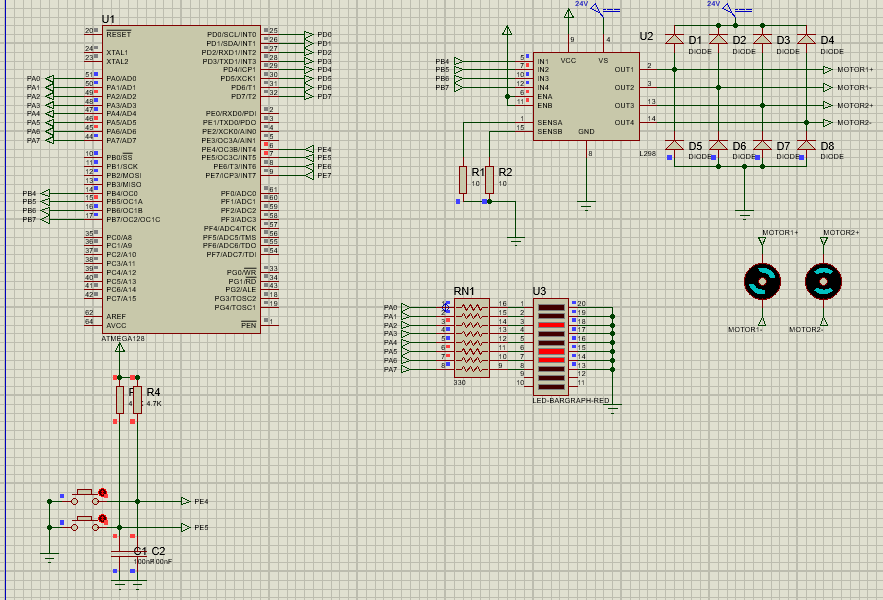 U1
20 RESET
24 XTAL1
23 XTAL2
PA0 51 PA0/AD0
PA1 50 PA1/AD1
PA2 49 PA2/AD2
PA3 48 PA3/AD3
PA4 47 PA4/AD4
PA5 46 PA5/AD5
PA6 45 PA6/AD6
PA7 44 PA7/AD7
10 PB0/SS
11 PB1/SCK
12 PB2/MOSI
13 PB3/MISO
PB4 14 PB4/OC0
PB5 15 PB5/OC1A
PB6 16 PB6/OC1B
PB7 17 PB7/OC2/OC1C
35 PC0/A8
36 PC1/A9
37 PC2/A10
38 PC3/A11
39 PC4/A12
40 PC5/A13
41 PC6/A14
42 PC7/A15
62 AREF
64 AVCC
ATMEGA128
PD0/SCL/INT0 25 PD0
PD1/SDA/INT1 26 PD1
PD2/RXD1/INT2 27 PD2
PD3/TXD1/INT3 28 PD3
PD4/ICP1 29 PD4
PD5/XCK1 30 PD5
PD6/T1 31 PD6
PD7/T2 32 PD7
PE0/RXD0/PDI 2
PE1/TXD0/PDO 3
PE2/XCK0/AIN0 4
PE3/OC3A/AIN1 5
PE4/OC3B/INT4 6 PE4
PE5/OC3C/INT5 7 PE5
PE6/T3/INT6 8 PE6
PE7/ICP3/INT7 9 PE7
PF0/ADC0 61
PF1/ADC1 60
PF2/ADC2 59
PF3/ADC3 58
PF4/ADC4/TCK 57
PF5/ADC5/TMS 56
PF6/ADC6/TDO 55
PF7/ADC7/TDI 54
PG0/WR 33
PG1/RD 34
PG2/ALE 43
PG3/TOSC2 18
PG4/TOSC1 19
PEN 1
24V
24V
U2
9 4
VCC VS
PB4 5 IN1
PB5 7 IN2
PB6 10 IN3
PB7 12 IN4
6 ENA
11 ENB
1 SENSA
15 SENSB
GND
8
OUT1 2
OUT2 3
OUT3 13
OUT4 14
L298
D1 DIODE
D2 DIODE
D3 DIODE
D4 DIODE
MOTOR1+
MOTOR1-
MOTOR2+
MOTOR2-
D5 DIODE
D6 DIODE
D7 DIODE
D8 DIODE
R1 10
R2 10
MOTOR1+ MOTOR2+
MOTOR1- MOTOR2-
RN1
U3
PA0 16 1 20
PA1 2 15 2 19
PA2 3 14 3 18
PA3 4 13 4 17
PA4 5 12 5 16
PA5 6 11 6 15
PA6 7 10 7 14
PA7 8 9 8 13
9 12
10 11
330
LED-BARGRAPH-RED
R4
4.7K
PE4
PE5
C1 C2
100nF